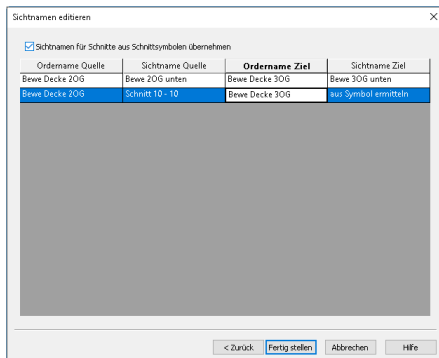 Sichtnamen editieren
Sichtnamen für Schnitte aus Schnittsymbolen übernehmen
Ordername Quelle Sichtname Quelle Ordername Ziel Sichtname Ziel
Bewe Decke 2OG Bewe 2OG unten Bewe Decke 3OG Bewe 3OG unten
Bewe Decke 2OG Schnitt 10 - 10 Bewe Decke 3OG aus Symbol ermitteln
< Zurück Fertig stellen Abbrechen Hilfe